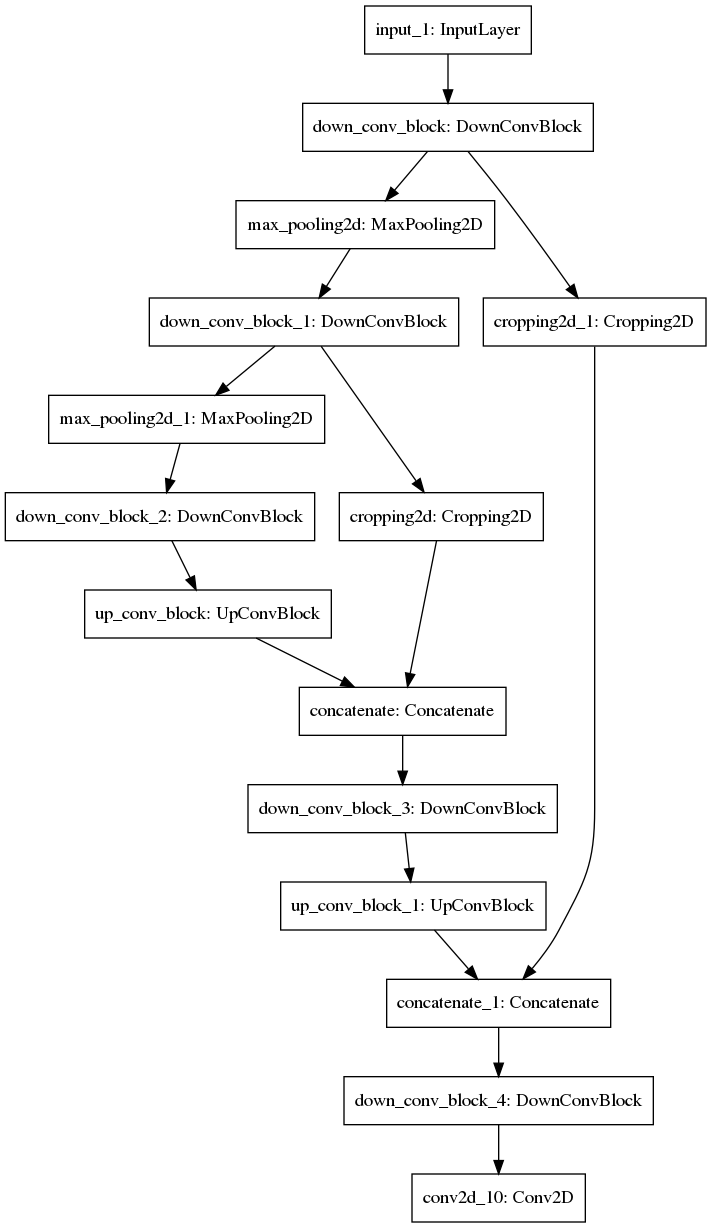 input_1: InputLayer
down_conv_block: DownConvBlock
max_pooling2d: MaxPooling2D
down_conv_block_1: DownConvBlock
cropping2d_1: Cropping2D
max_pooling2d_1: MaxPooling2D
down_conv_block_2: DownConvBlock
cropping2d: Cropping2D
up_conv_block: UpConvBlock
concatenate: Concatenate
down_conv_block_3: DownConvBlock
up_conv_block_1: UpConvBlock
concatenate_1: Concatenate
down_conv_block_4: DownConvBlock
conv2d_10: Conv2D